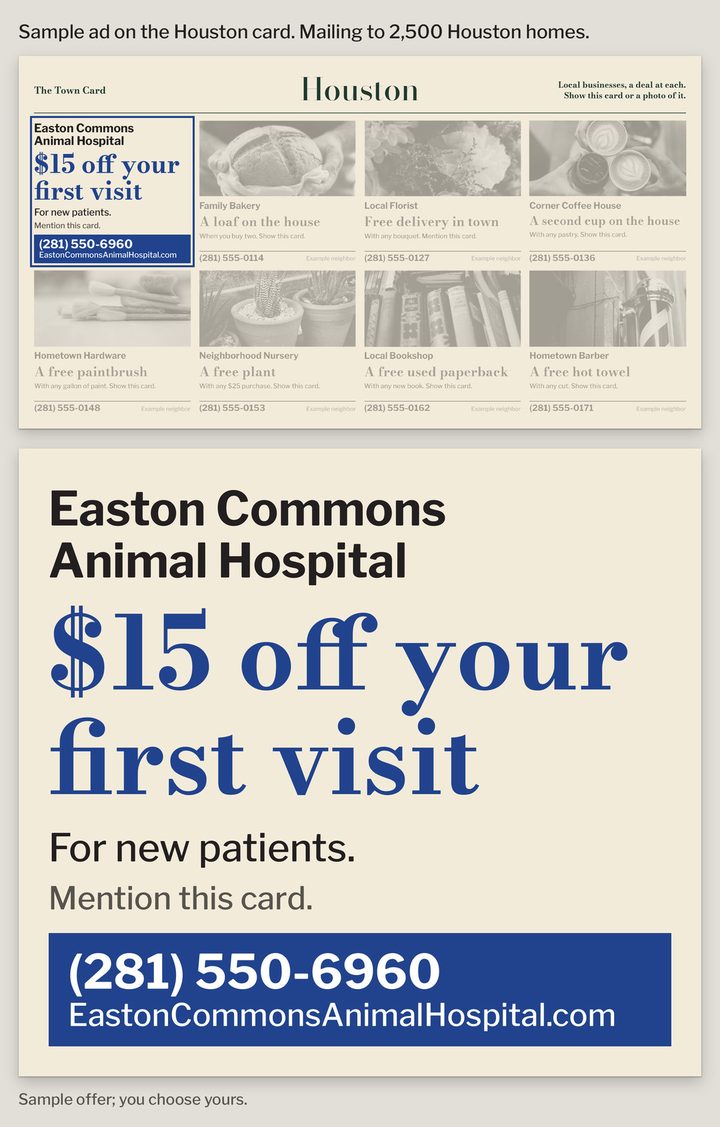 Sample ad on the Houston card. Mailing to 2,500 Houston homes.
The Town Card
Houston
Local businesses, a deal at each.
Show this card or a photo of it.
Easton Commons
Animal Hospital
$15 off your
first visit
For new patients.
Mention this card.
(281) 550-6960
EastonCommonsAnimalHospital.com
Family Bakery
A loaf on the house
When you buy two. Show this card.
(281) 555-0114
Example neighbor
Local Florist
Free delivery in town
With any bouquet. Mention this card.
(281) 555-0127
Example neighbor
Corner Coffee House
A second cup on the house
With any pastry. Show this card.
(281) 555-0136
Example neighbor
Hometown Hardware
A free paintbrush
With any gallon of paint. Show this card.
(281) 555-0148
Example neighbor
Neighborhood Nursery
A free plant
With any $25 purchase. Show this card.
(281) 555-0153
Example neighbor
Local Bookshop
A free used paperback
With any new book. Show this card.
(281) 555-0162
Example neighbor
Hometown Barber
A free hot towel
With any cut. Show this card.
(281) 555-0171
Example neighbor
Easton Commons
Animal Hospital
$15 off your
first visit
For new patients.
Mention this card.
(281) 550-6960
EastonCommonsAnimalHospital.com
Sample offer; you choose yours.